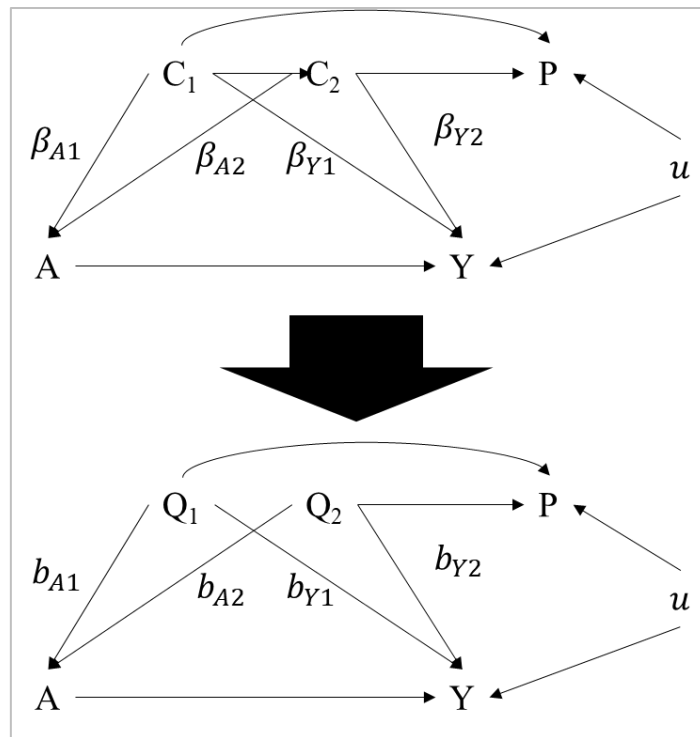 C₁ C₂ P
β_A1 β_A2 β_Y1 β_Y2
u
A Y
Q₁ Q₂ P
b_A1 b_A2 b_Y1 b_Y2
u
A Y